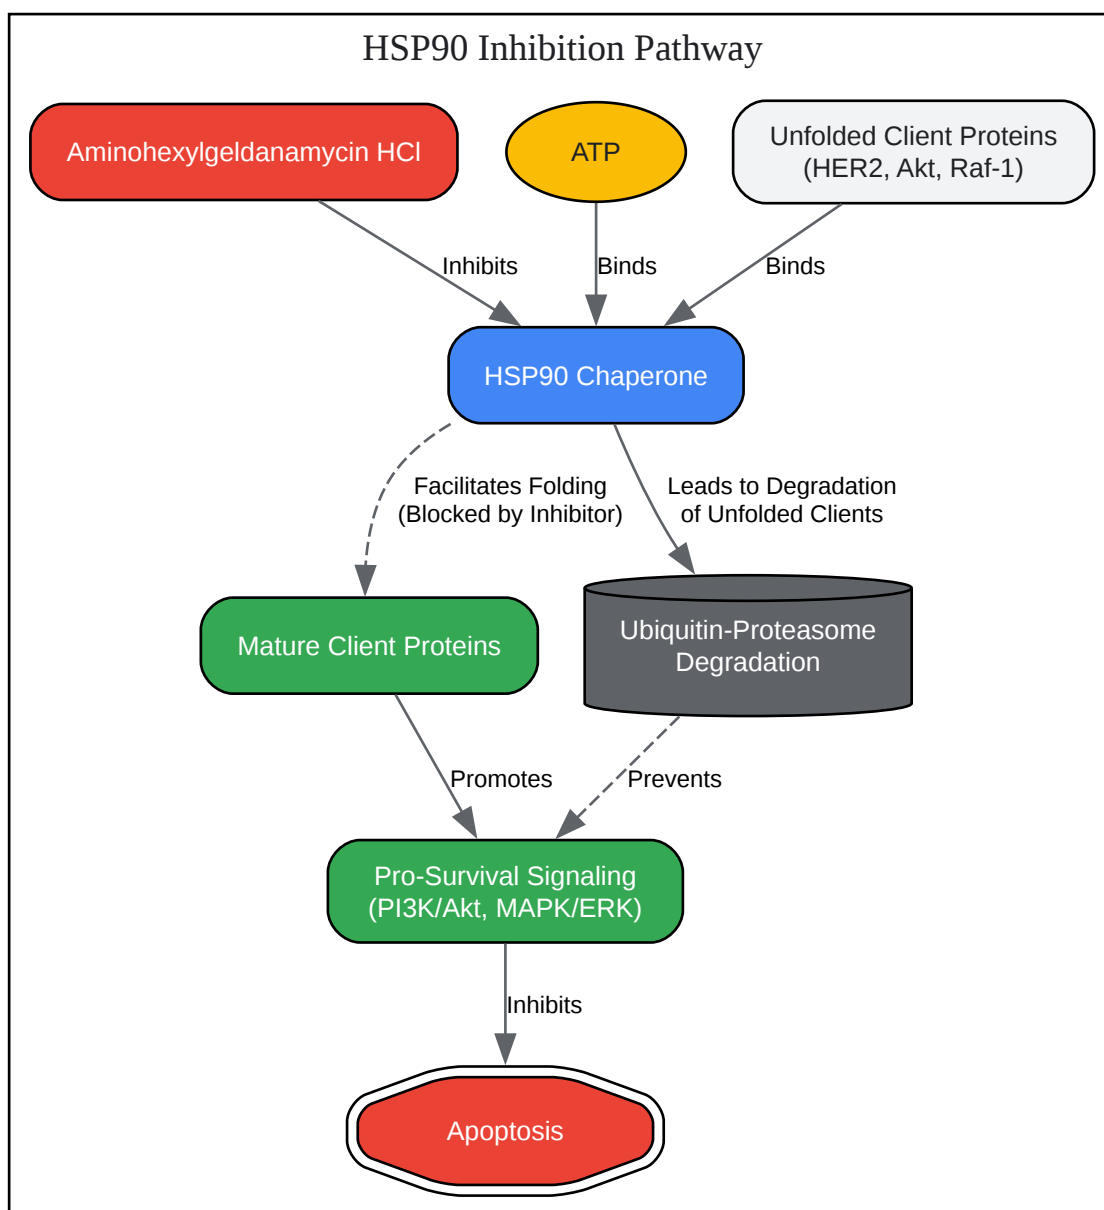 HSP90 Inhibition Pathway
Aminohexylgeldanamycin HCl
ATP
Unfolded Client Proteins
(HER2, Akt, Raf-1)
Inhibits
Binds
Binds
HSP90 Chaperone
Facilitates Folding
(Blocked by Inhibitor)
Leads to Degradation
of Unfolded Clients
Mature Client Proteins
Ubiquitin-Proteasome
Degradation
Promotes
Prevents
Pro-Survival Signaling
(PI3K/Akt, MAPK/ERK)
Inhibits
Apoptosis